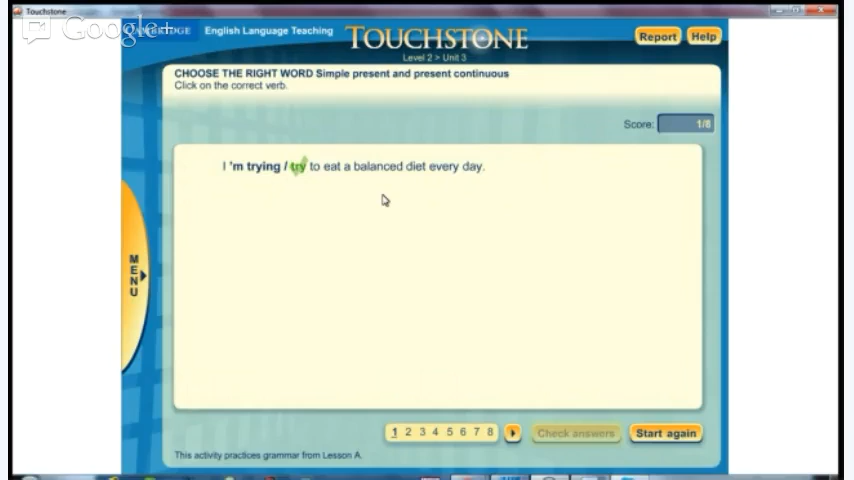 Touchstone
Google+
CAMBRIDGE English Language Teaching
TOUCHSTONE
Level 2 > Unit 3
Report Help
CHOOSE THE RIGHT WORD Simple present and present continuous
Click on the correct verb.
Score: 1/8
I 'm trying / try to eat a balanced diet every day.
MENU
1 2 3 4 5 6 7 8 Check answers Start again
This activity practices grammar from Lesson A.